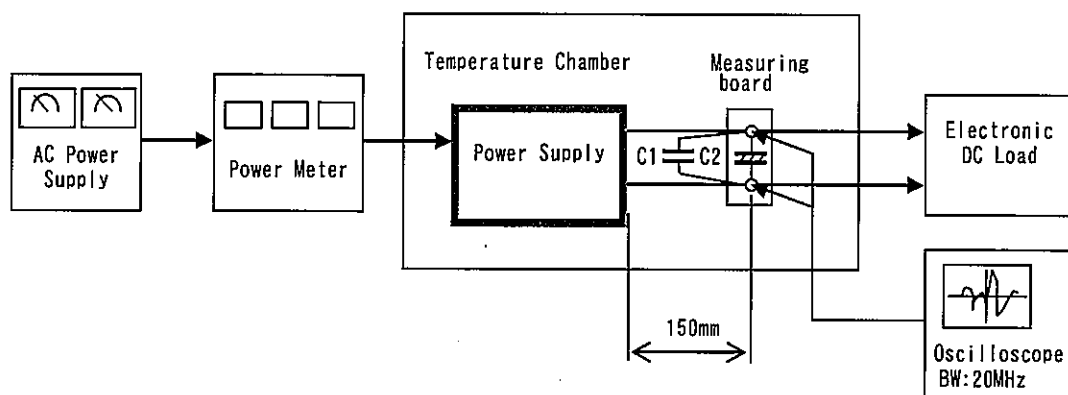 Temperature Chamber
Measuring
board
AC Power
Supply
Power Meter
Power Supply
C1
C2
Electronic
DC Load
150mm
Oscilloscope
BW:20MHz